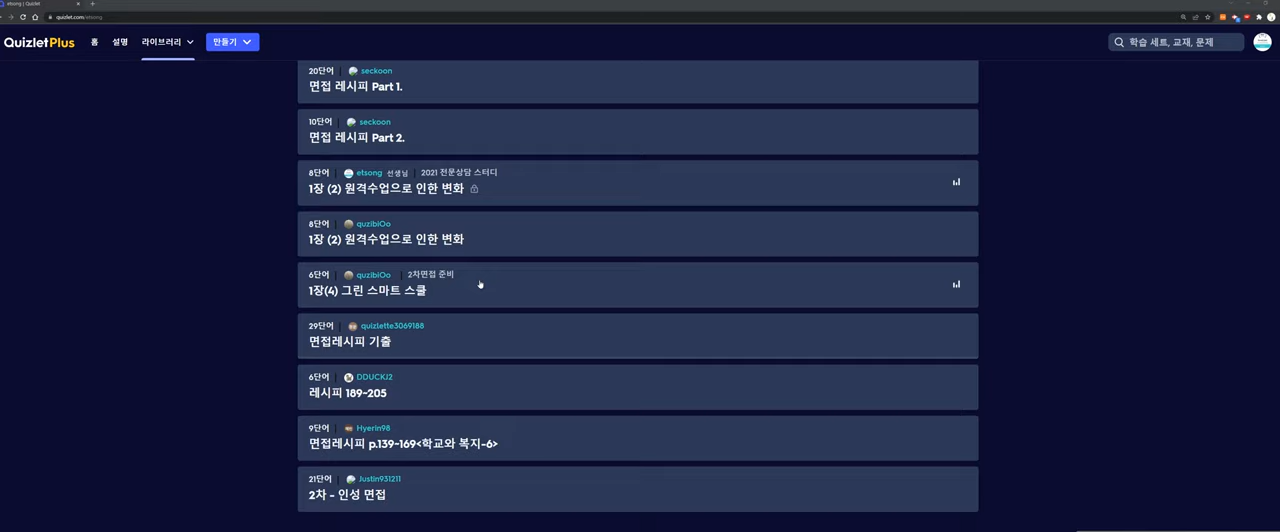 etsong | Quizlet
quizlet.com/etsong
QuizletPlus 홈 설명 라이브러리 만들기 학습 세트, 교재, 문제
20단어 seckoon
면접 레시피 Part 1.
10단어 seckoon
면접 레시피 Part 2.
8단어 etsong 선생님 2021 전문상담 스터디
1장 (2) 원격수업으로 인한 변화
8단어 quzibiOo
1장 (2) 원격수업으로 인한 변화
6단어 quzibiOo 2차면접 준비
1장(4) 그린 스마트 스쿨
29단어 quizlette3069188
면접레시피 기출
6단어 DDUCKJ2
레시피 189-205
9단어 Hyerin98
면접레시피 p.139-169<학교와 복지-6>
21단어 Justin931211
2차 - 인성 면접